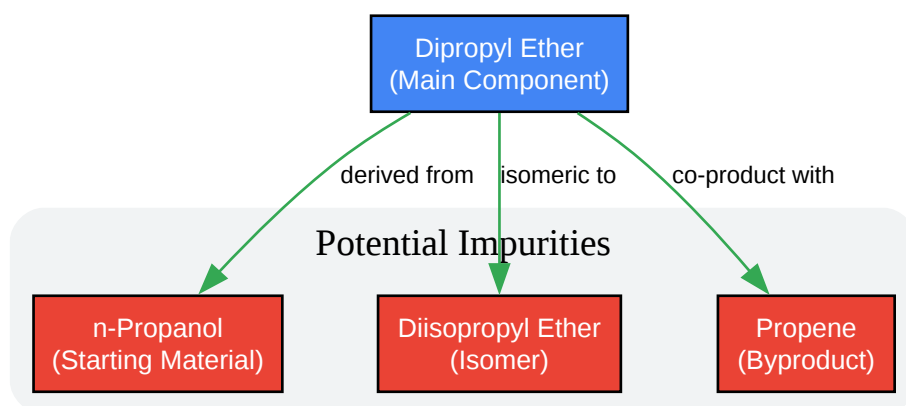 Dipropyl Ether
(Main Component)
derived from
isomeric to
co-product with
Potential Impurities
n-Propanol
(Starting Material)
Diisopropyl Ether
(Isomer)
Propene
(Byproduct)